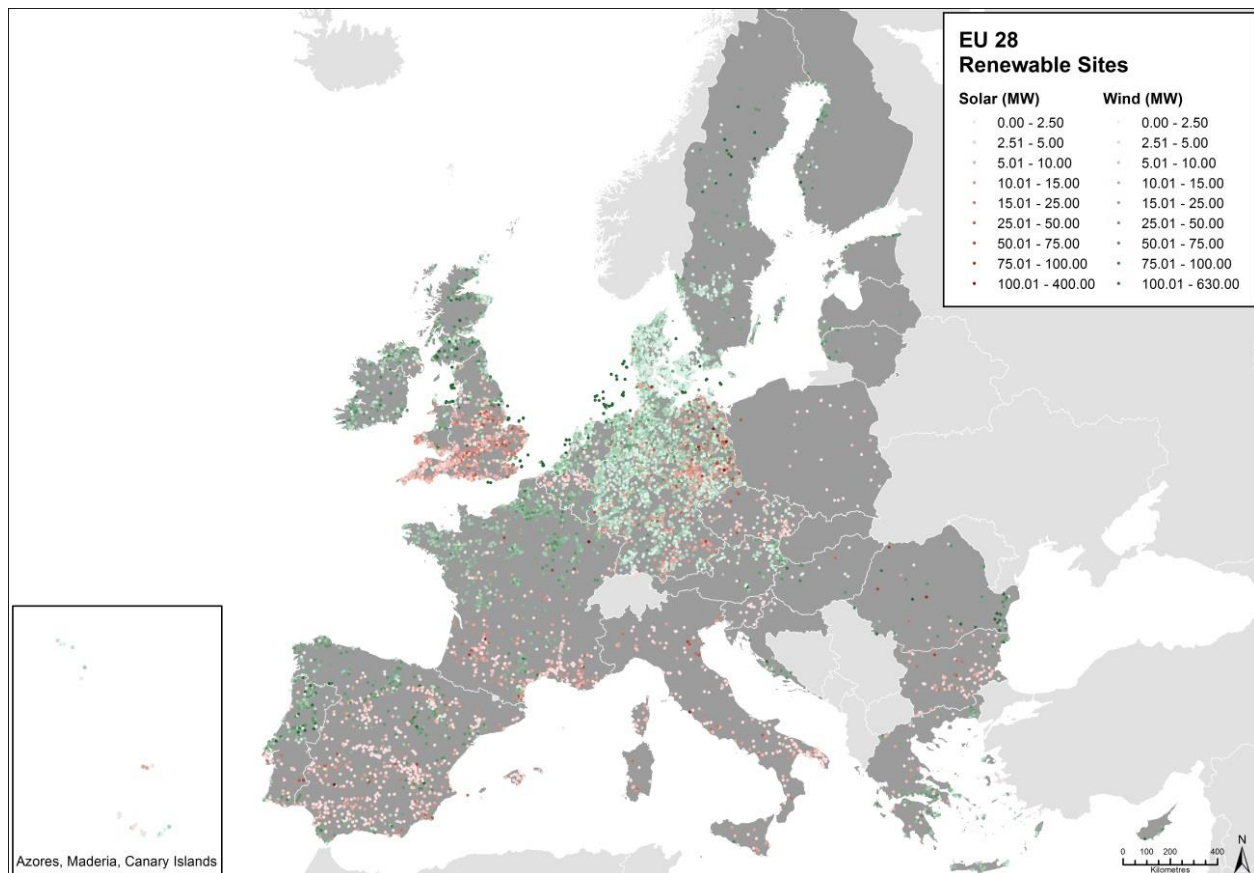 EU 28
Renewable Sites
Solar (MW) Wind (MW)
0.00 - 2.50 0.00 - 2.50
2.51 - 5.00 2.51 - 5.00
5.01 - 10.00 5.01 - 10.00
10.01 - 15.00 10.01 - 15.00
15.01 - 25.00 15.01 - 25.00
25.01 - 50.00 25.01 - 50.00
50.01 - 75.00 50.01 - 75.00
75.01 - 100.00 75.01 - 100.00
100.01 - 400.00 100.01 - 630.00
Azores, Maderia, Canary Islands
N
0 100 200 400
Kilometres